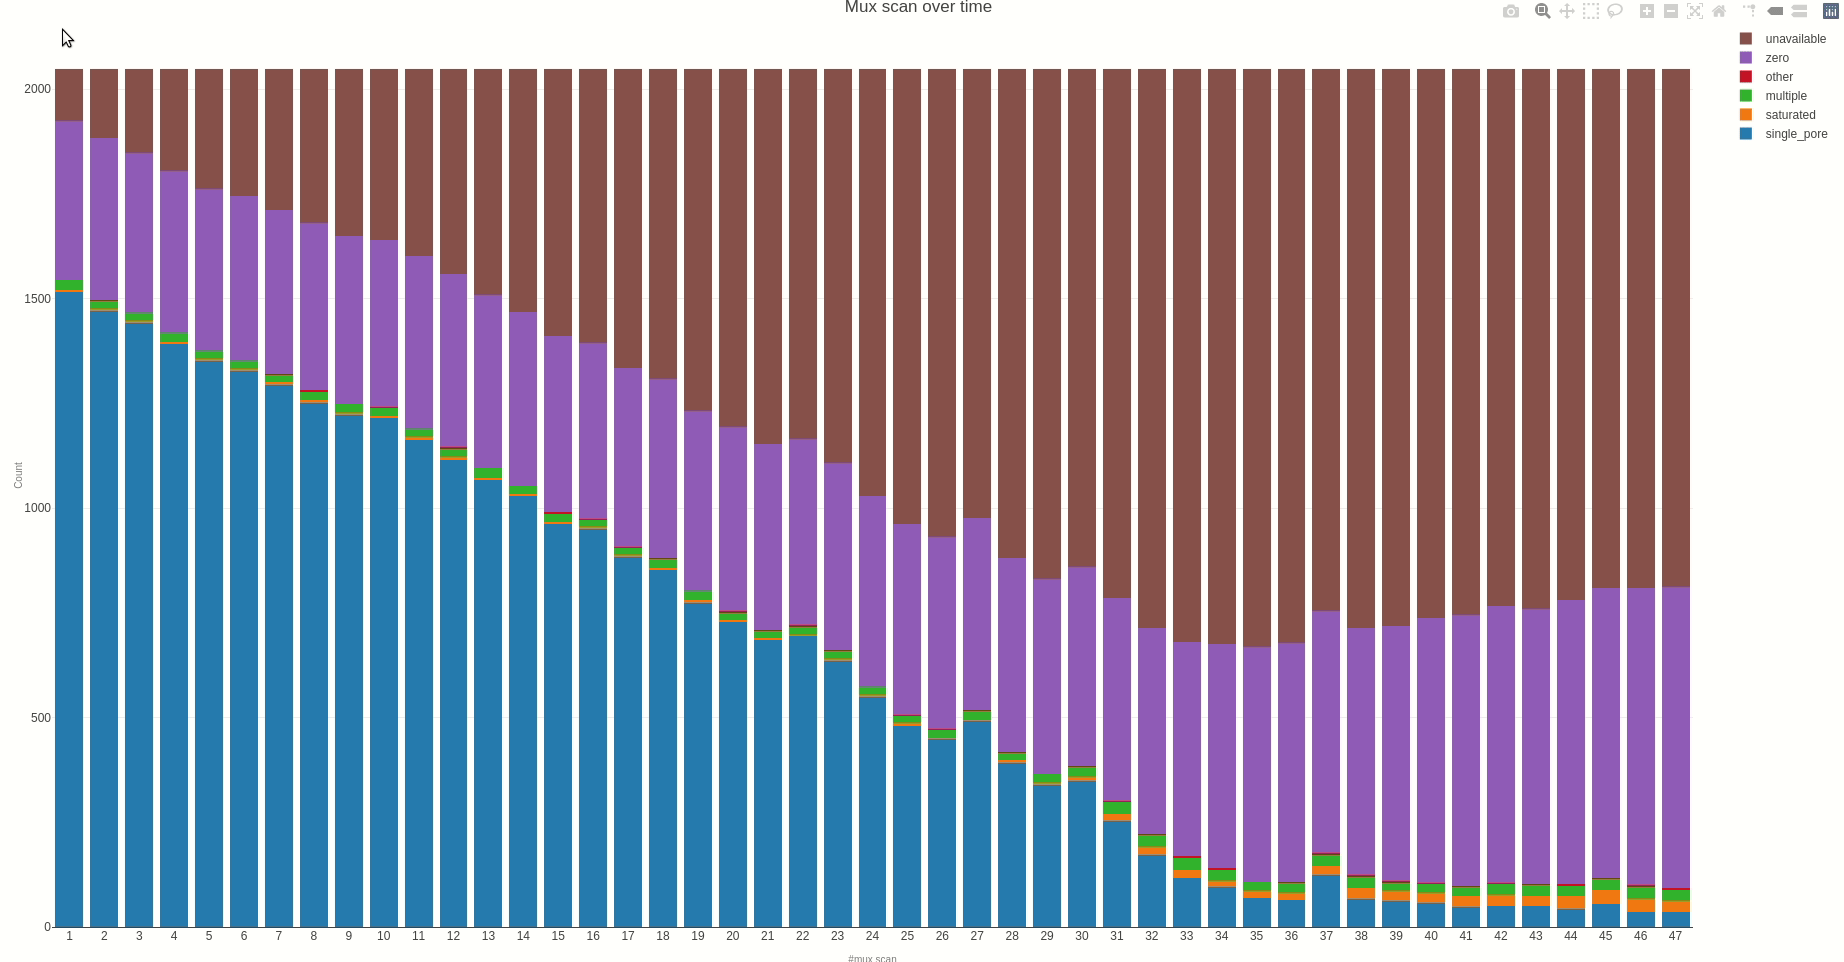 Mux scan over time
unavailable
zero
other
multiple
saturated
single_pore
2000
1500
1000
500
0
Count
1 2 3 4 5 6 7 8 9 10 11 12 13 14 15 16 17 18 19 20 21 22 23 24 25 26 27 28 29 30 31 32 33 34 35 36 37 38 39 40 41 42 43 44 45 46 47
#mux scan